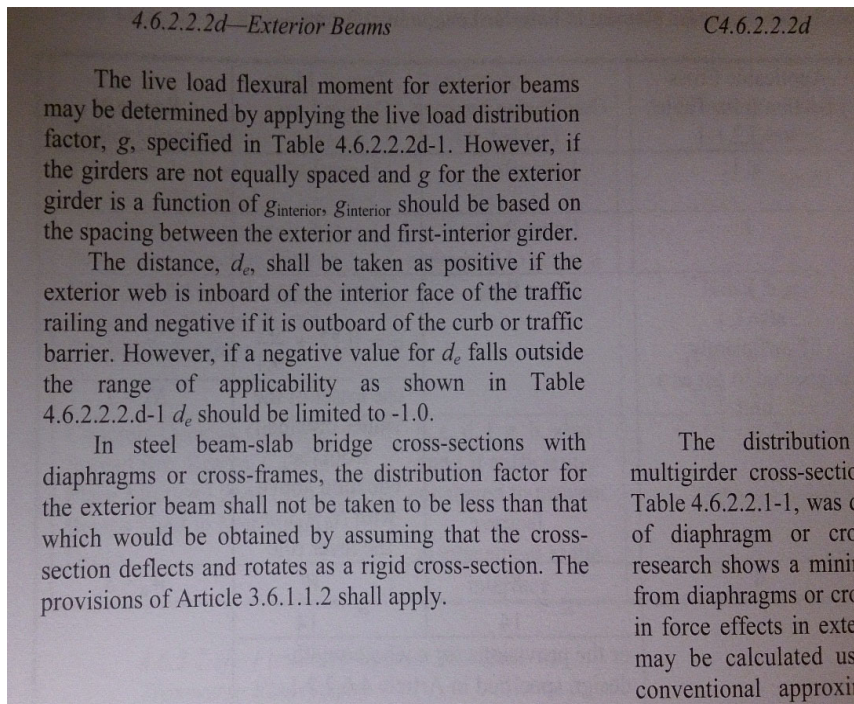 4.6.2.2.2d—Exterior Beams
The live load flexural moment for exterior beams
may be determined by applying the live load distribution
factor, g, specified in Table 4.6.2.2.2d-1. However, if
the girders are not equally spaced and g for the exterior
girder is a function of ginterior, ginterior should be based on
the spacing between the exterior and first-interior girder.
The distance, de, shall be taken as positive if the
exterior web is inboard of the interior face of the traffic
railing and negative if it is outboard of the curb or traffic
barrier. However, if a negative value for de falls outside
the range of applicability as shown in Table
4.6.2.2.2.d-1 de should be limited to -1.0.
In steel beam-slab bridge cross-sections with
diaphragms or cross-frames, the distribution factor for
the exterior beam shall not be taken to be less than that
which would be obtained by assuming that the cross-
section deflects and rotates as a rigid cross-section. The
provisions of Article 3.6.1.1.2 shall apply.
C4.6.2.2.2d
The distribution
multigirder cross-sectio
Table 4.6.2.2.1-1, was
of diaphragm or cro
research shows a mini
from diaphragms or cro
in force effects in exte
may be calculated us
conventional approxi